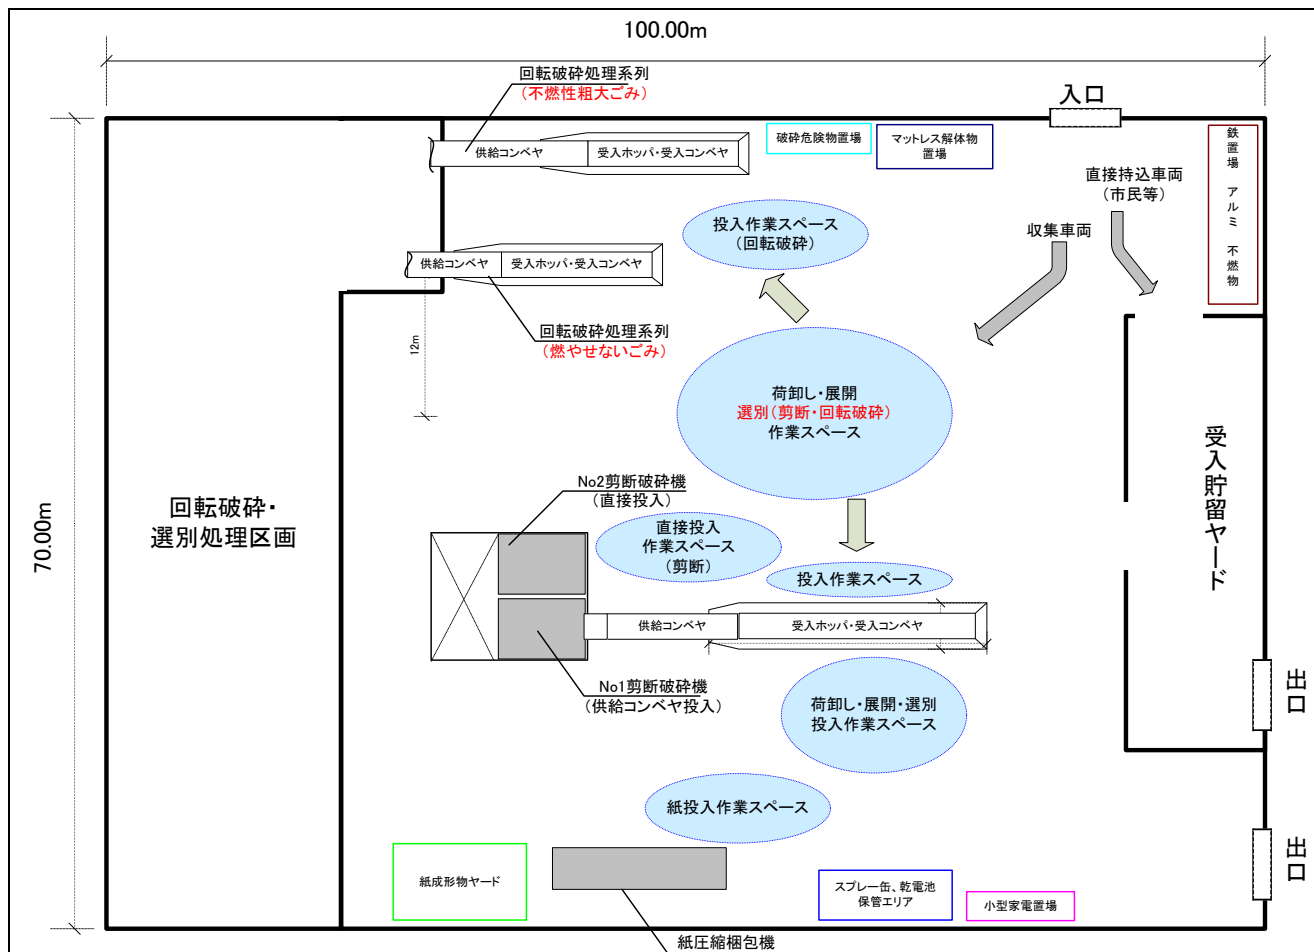 100.00m
回転破砕処理系列
（不燃性粗大ごみ）
入口
供給コンベヤ
受入ホッパ・受入コンベヤ
破砕危険物置場
マットレス解体物
置場
鉄置場　アルミ　不燃物
直接持込車両
（市民等）
収集車両
投入作業スペース
（回転破砕）
供給コンベヤ
受入ホッパ・受入コンベヤ
回転破砕処理系列
（燃やせないごみ）
12m
荷卸し・展開
選別（剪断・回転破砕）
作業スペース
受入貯留ヤード
70.00m
回転破砕・
選別処理区画
No2剪断破砕機
（直接投入）
直接投入
作業スペース
（剪断）
投入作業スペース
供給コンベヤ
受入ホッパ・受入コンベヤ
No1剪断破砕機
（供給コンベヤ投入）
荷卸し・展開・選別
投入作業スペース
出口
紙投入作業スペース
出口
紙成形物ヤード
スプレー缶、乾電池
保管エリア
小型家電置場
紙圧縮梱包機